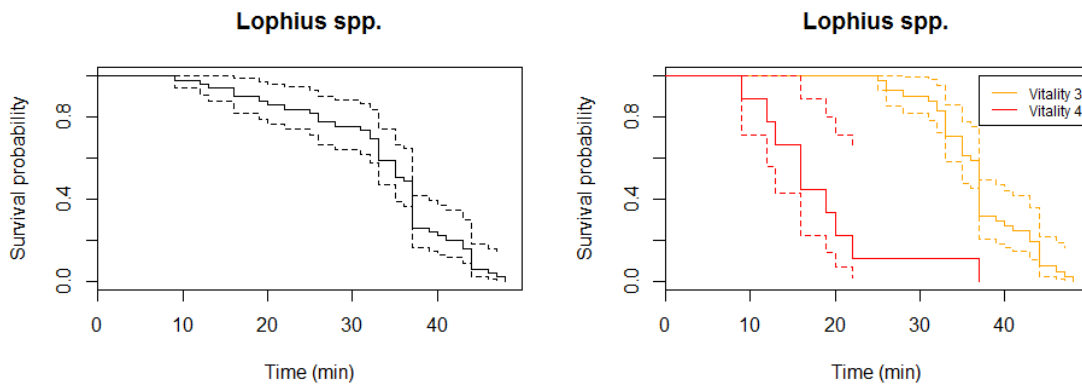 Lophius spp.
Survival probability
0.0 0.4 0.8
0 10 20 30 40
Time (min)
Lophius spp.
Survival probability
0.0 0.4 0.8
Vitality 3
Vitality 4
0 10 20 30 40
Time (min)